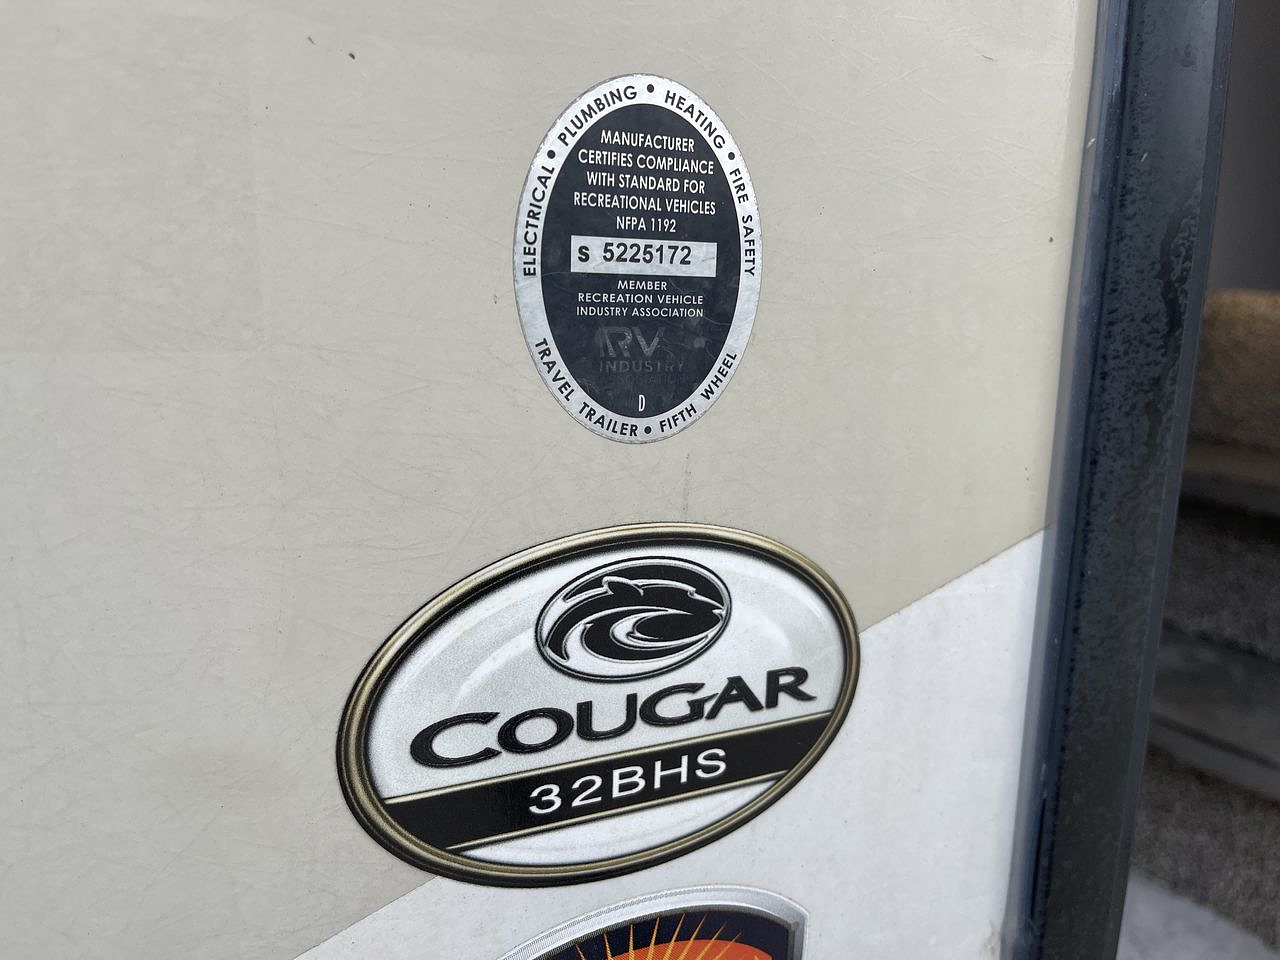 ELECTRICAL • PLUMBING • HEATING • FIRE SAFETY
MANUFACTURER
CERTIFIES COMPLIANCE
WITH STANDARD FOR
RECREATIONAL VEHICLES
NFPA 1192
S 5225172
MEMBER
RECREATION VEHICLE
INDUSTRY ASSOCIATION
RV
INDUSTRY
D
TRAVEL TRAILER • FIFTH WHEEL
COUGAR
32BHS